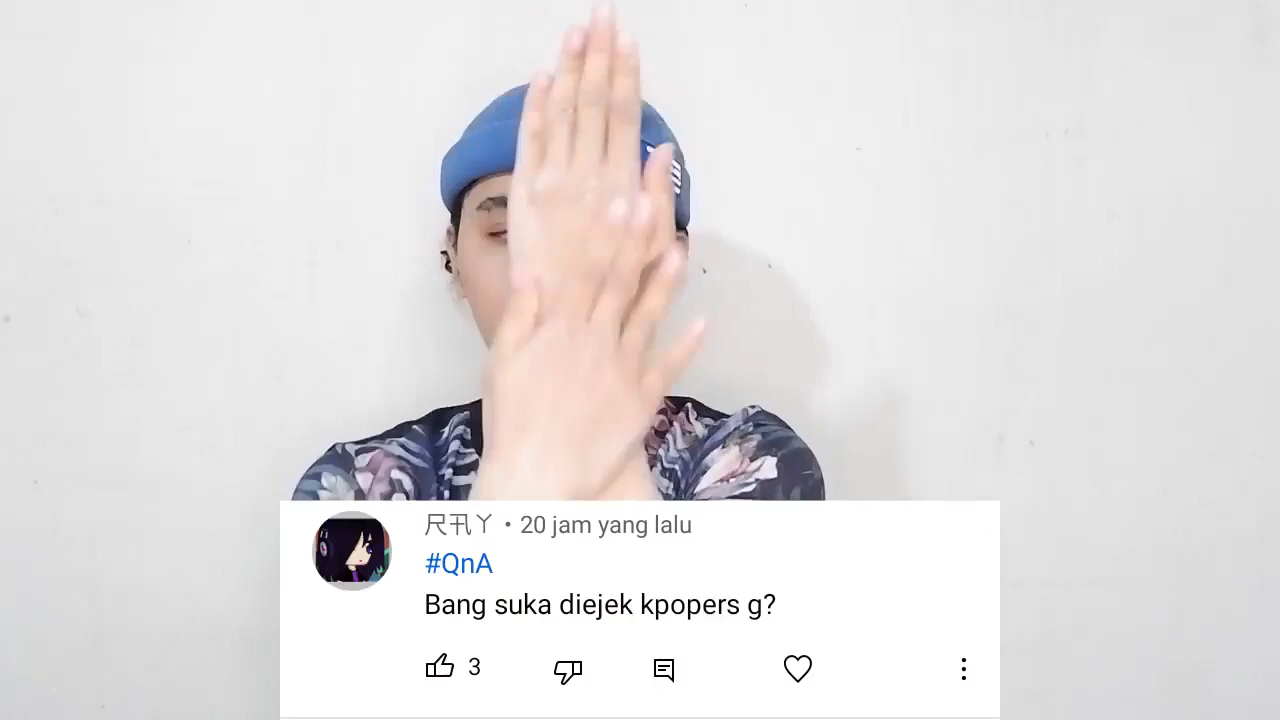 尺卂丫 • 20 jam yang lalu
#QnA
Bang suka diejek kpopers g?
3